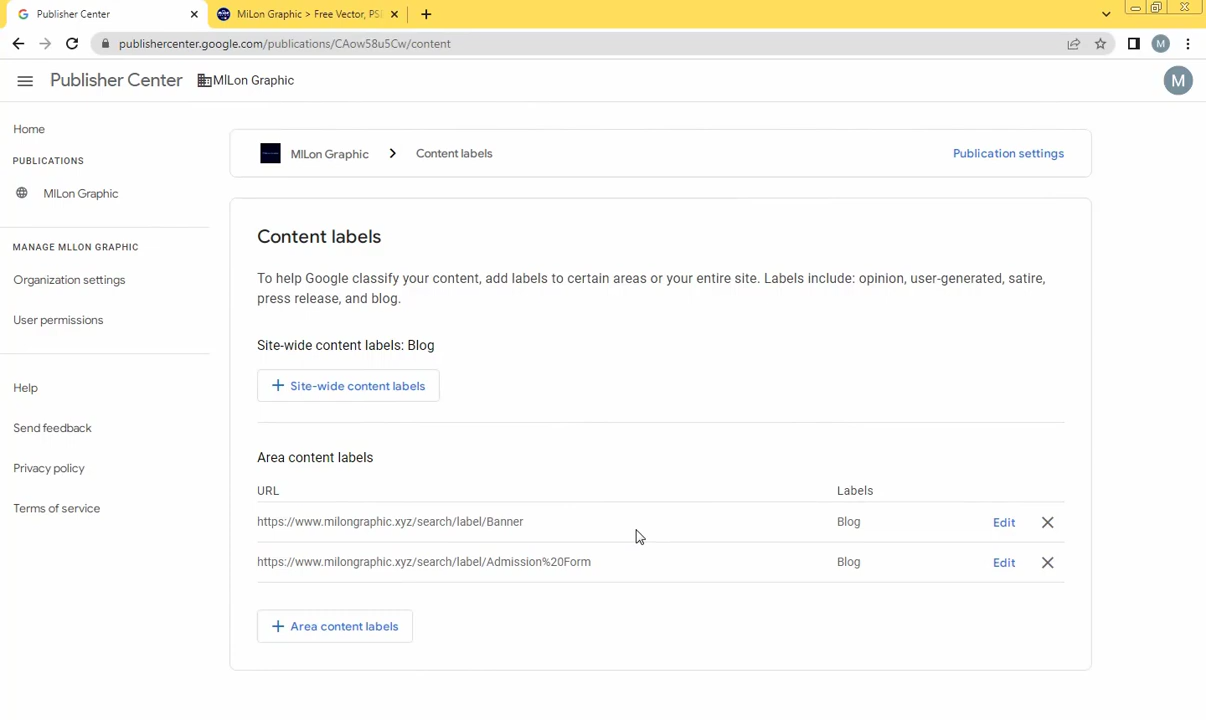 Publisher Center
MiLon Graphic > Free Vector, PS
publishercenter.google.com/publications/CAow58u5Cw/content
M
Publisher Center MlLon Graphic
M
Home
PUBLICATIONS
MlLon Graphic
MANAGE MLLON GRAPHIC
Organization settings
User permissions
Help
Send feedback
Privacy policy
Terms of service
MlLon Graphic > Content labels
Publication settings
Content labels
To help Google classify your content, add labels to certain areas or your entire site. Labels include: opinion, user-generated, satire,
press release, and blog.
Site-wide content labels: Blog
+ Site-wide content labels
Area content labels
URL Labels
https://www.milongraphic.xyz/search/label/Banner Blog Edit
https://www.milongraphic.xyz/search/label/Admission%20Form Blog Edit
+ Area content labels